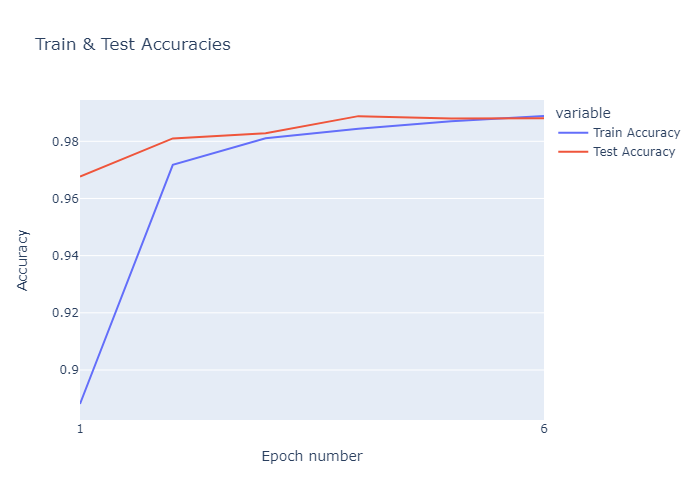 Train & Test Accuracies
variable
Train Accuracy
Test Accuracy
Accuracy
0.98
0.96
0.94
0.92
0.9
1
6
Epoch number